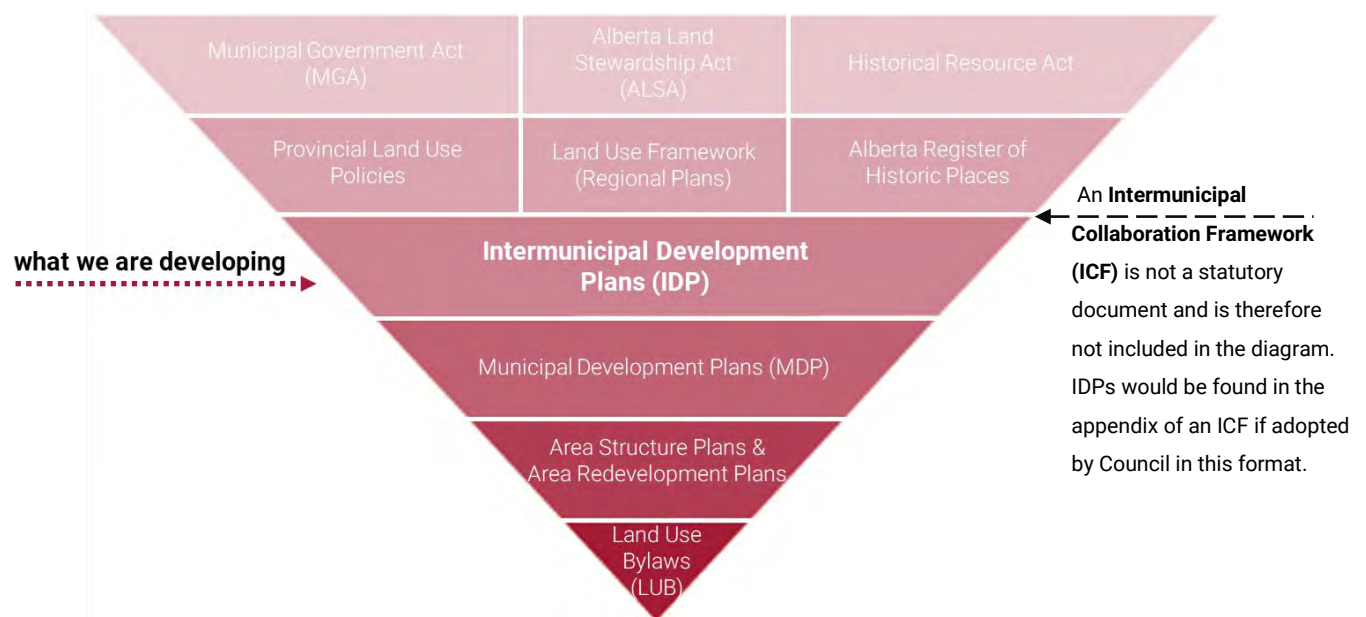 Municipal Government Act
(MGA)
Alberta Land
Stewardship Act
(ALSA)
Historical Resource Act
Provincial Land Use
Policies
Land Use Framework
(Regional Plans)
Alberta Register of
Historic Places
what we are developing
Intermunicipal Development
Plans (IDP)
Municipal Development Plans (MDP)
Area Structure Plans &
Area Redevelopment Plans
Land Use
Bylaws
(LUB)
An Intermunicipal
Collaboration Framework
(ICF) is not a statutory
document and is therefore
not included in the diagram.
IDPs would be found in the
appendix of an ICF if adopted
by Council in this format.